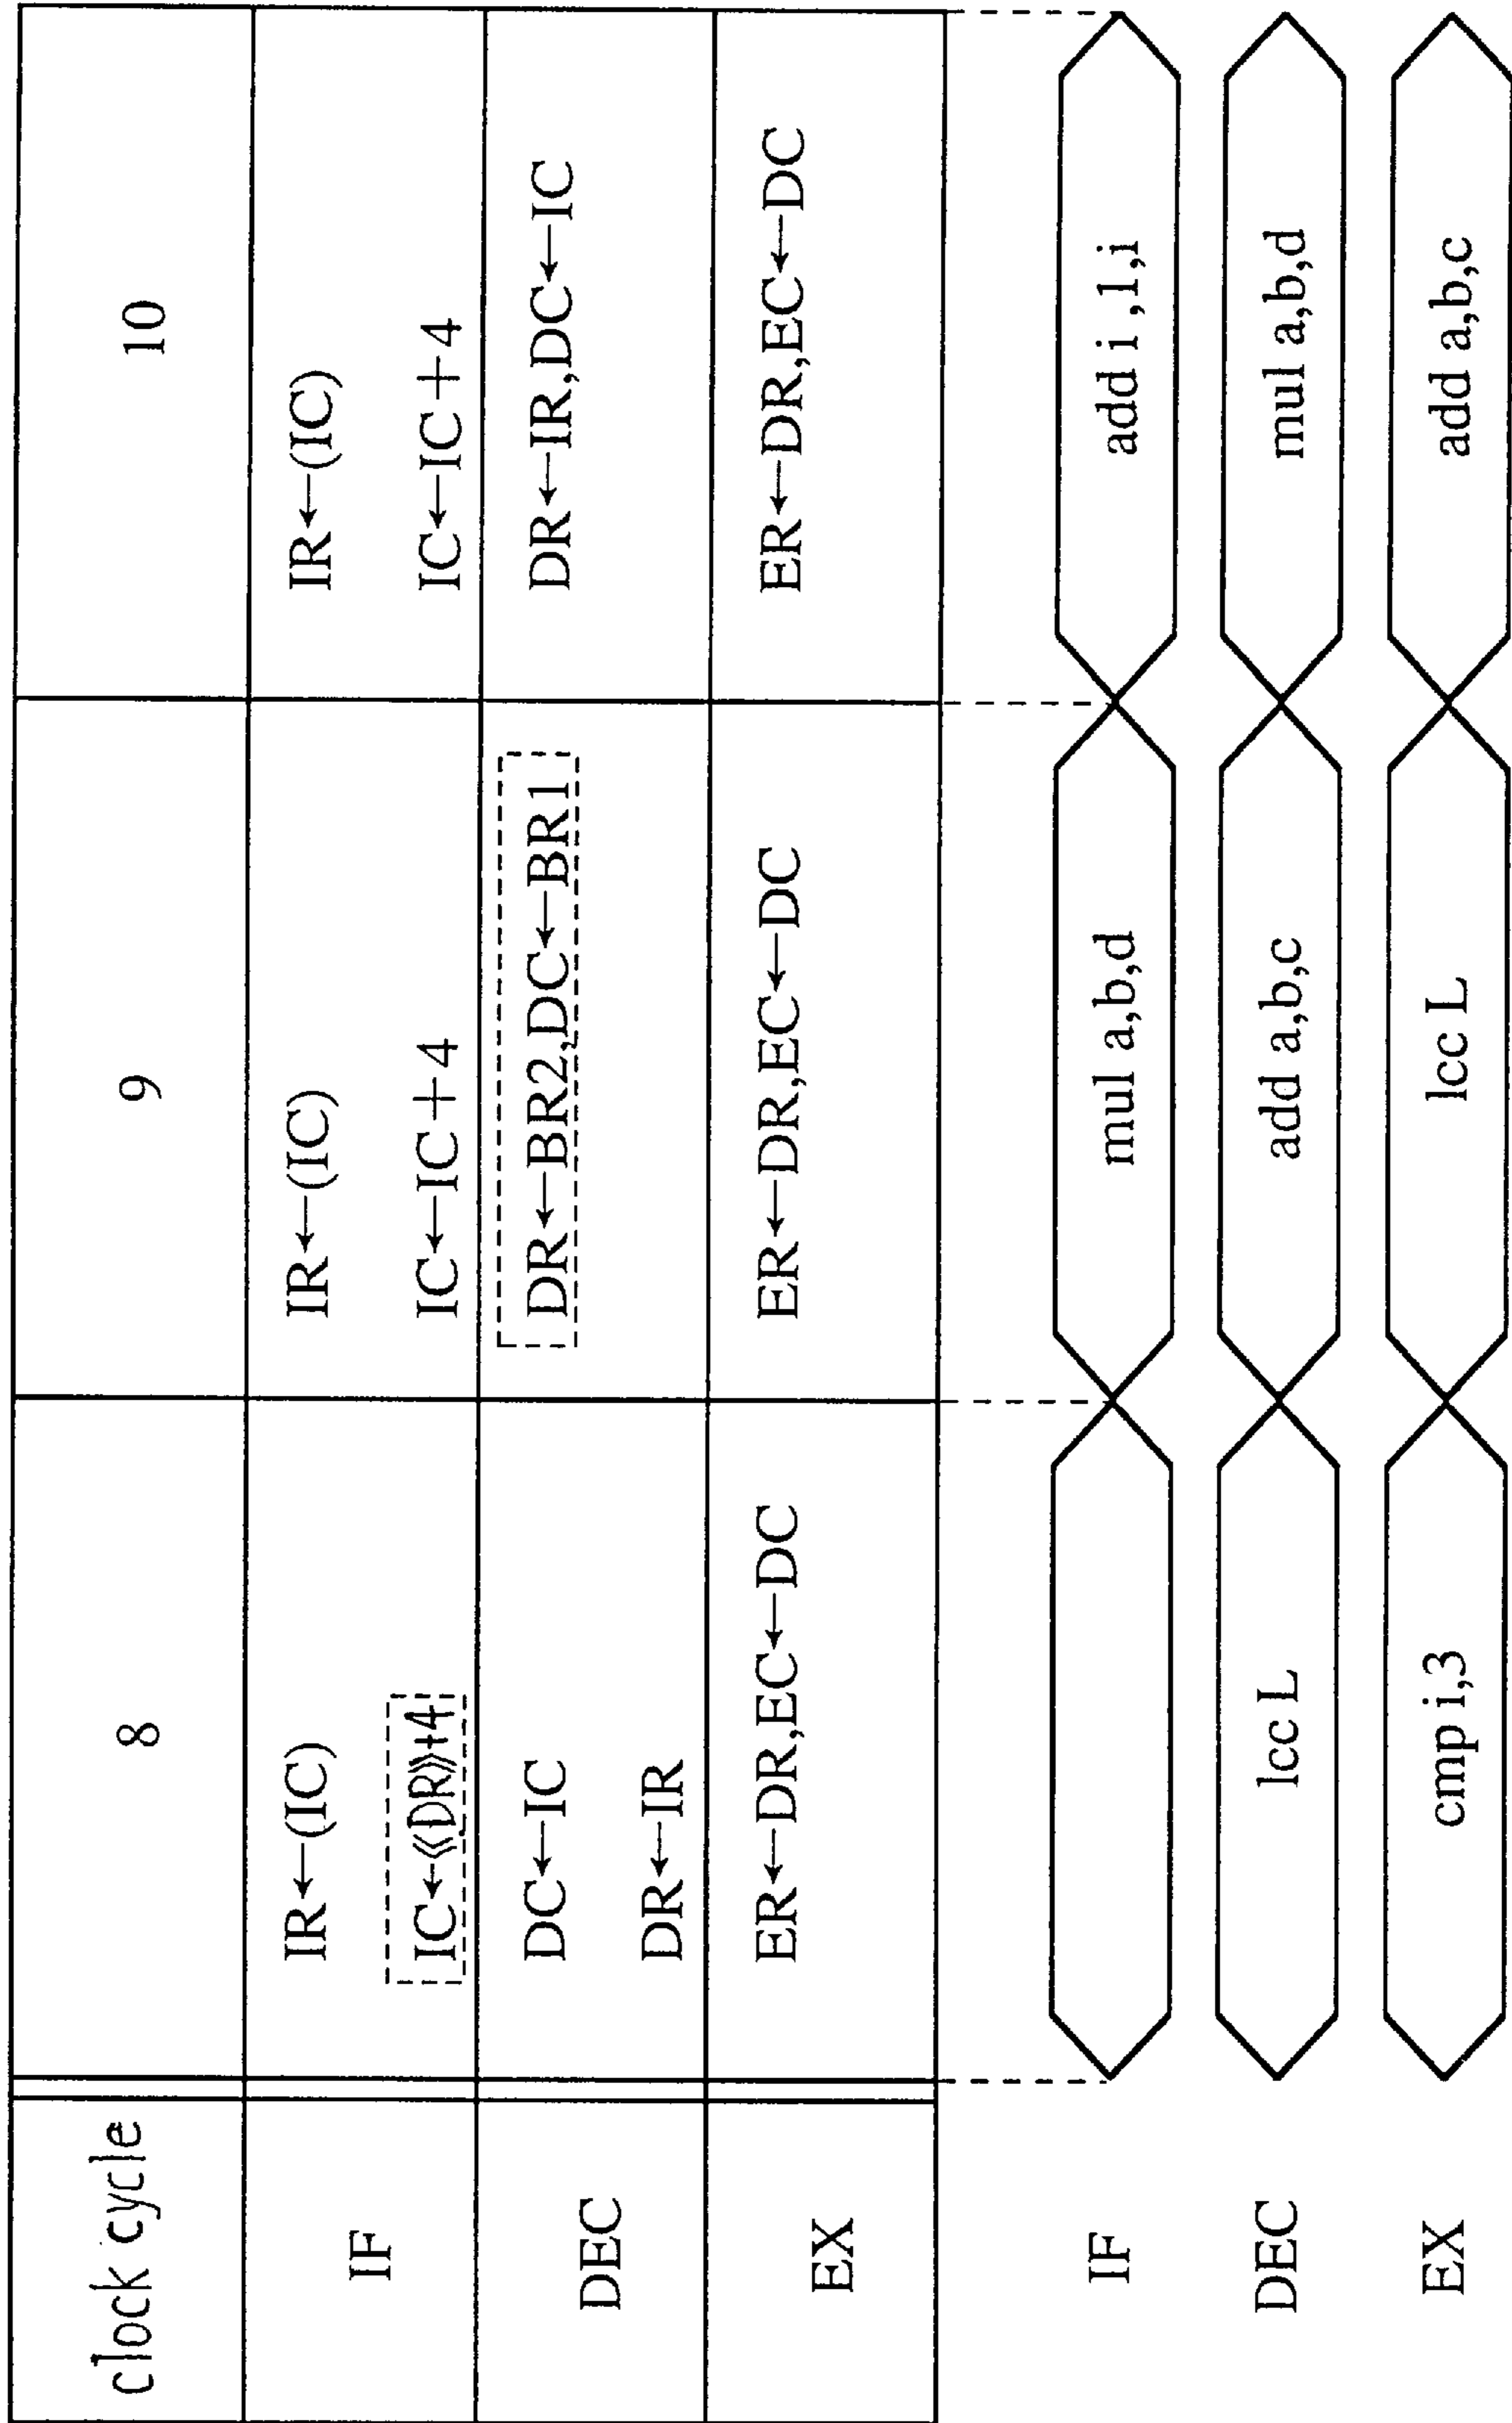 clock cycle 8 9 10
IF IR←(IC) IR←(IC) IR←(IC)
IC←⟪DR⟫+4 IC←IC+4 IC←IC+4
DEC DC←IC DR←BR2,DC←BR1 DR←IR,DC←IC
DR←IR
EX ER←DR,EC←DC ER←DR,EC←DC ER←DR,EC←DC
IF mul a,b,d add i ,1,i
DEC lcc L add a,b,c mul a,b,d
EX cmp i,3 lcc L add a,b,c